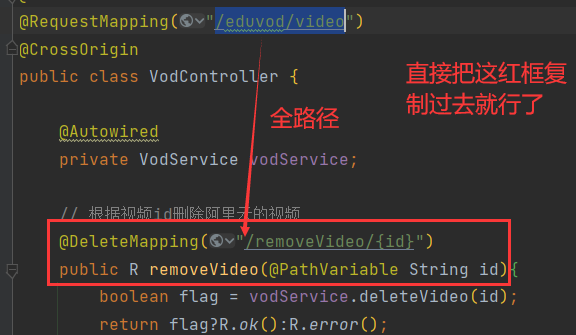 @RequestMapping("/eduvod/video")
@CrossOrigin
public class VodController {
直接把这红框复
制过去就行了
全路径
@Autowired
private VodService vodService;
// 根据视频id删除阿里云的视频
@DeleteMapping("/removeVideo/{id}")
public R removeVideo(@PathVariable String id){
boolean flag = vodService.deleteVideo(id);
return flag?R.ok():R.error();